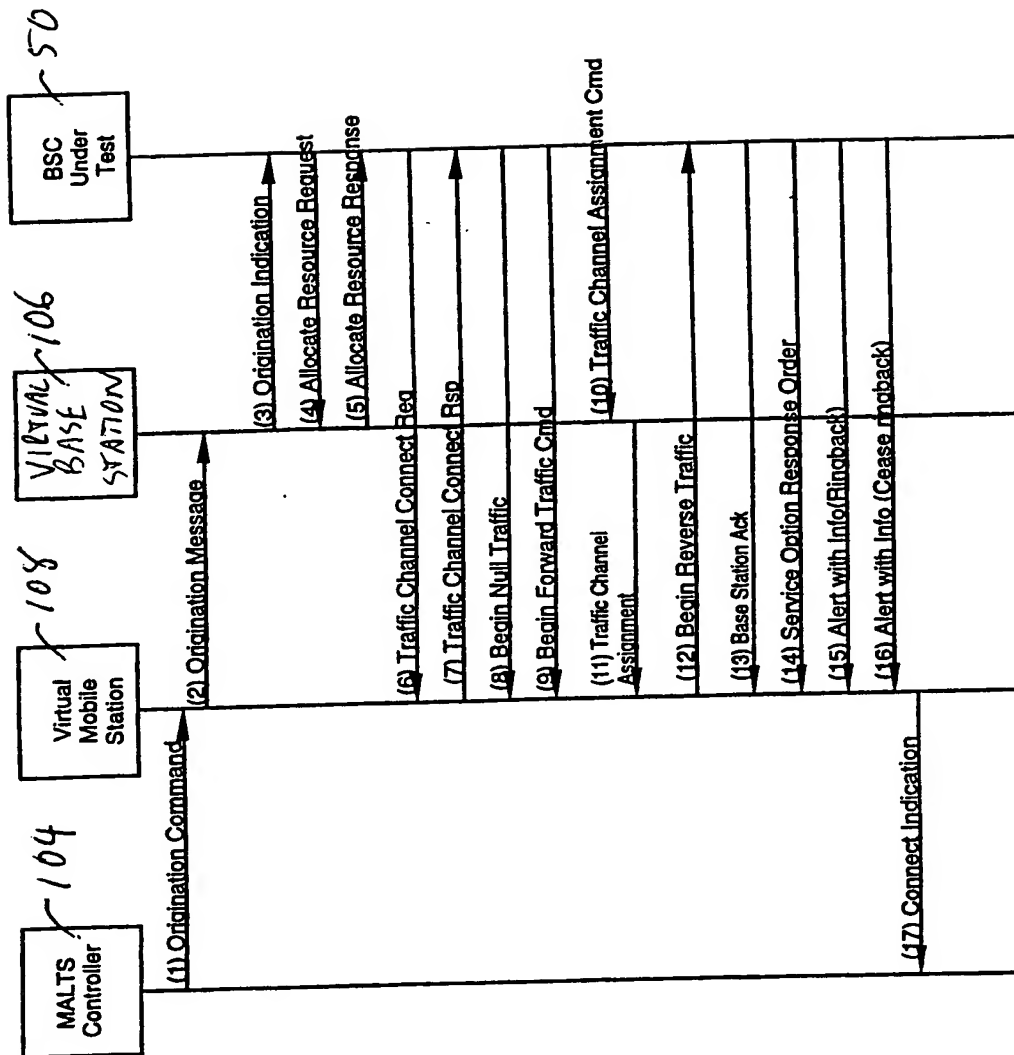 MALTS
Controller
104
Virtual
Mobile
Station
108
VIRTUAL
BASE
STATION
106
BSC
Under
Test
50
(1) Origination Command
(2) Origination Message
(3) Origination Indication
(4) Allocate Resource Request
(5) Allocate Resource Response
(6) Traffic Channel Connect Req
(7) Traffic Channel Connect Rsp
(8) Begin Null Traffic
(9) Begin Forward Traffic Cmd
(10) Traffic Channel Assignment Cmd
(11) Traffic Channel
Assignment
(12) Begin Reverse Traffic
(13) Base Station Ack
(14) Service Option Response Order
(15) Alert with Info(Ringback)
(16) Alert with Info (Cease ringback)
(17) Connect Indication